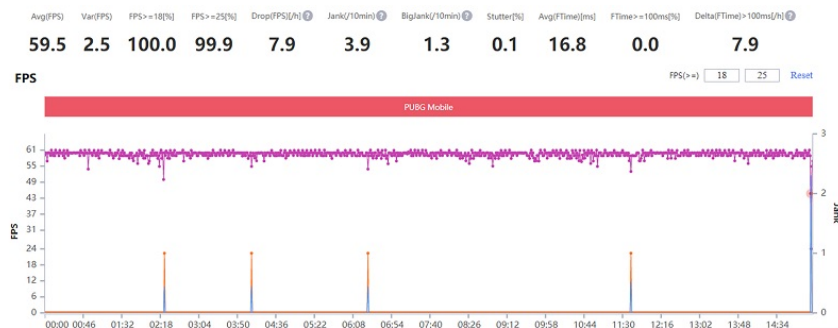 Avg(FPS) Var(FPS) FPS>=18[%] FPS>=25[%] Drop(FPS)[/h] ? Jank(/10min) ? BigJank(/10min) ? Stutter[%] Avg(FTime)[ms] FTime>=100ms[%] Delta(FTime)>100ms[/h] ?
59.5 2.5 100.0 99.9 7.9 3.9 1.3 0.1 16.8 0.0 7.9
FPS FPS(>=) 18 25 Reset
PUBG Mobile
3
61
55
49
2
43
37
31
24
1
18
12
6
0
0
FPS
Jank
00:00 00:46 01:32 02:18 03:04 03:50 04:36 05:22 06:08 06:54 07:40 08:26 09:12 09:58 10:44 11:30 12:16 13:02 13:48 14:34